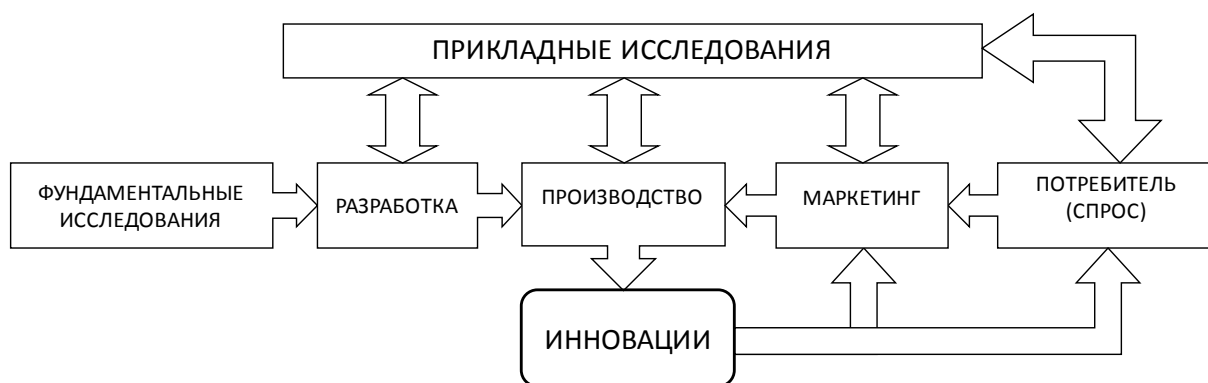 ПРИКЛАДНЫЕ ИССЛЕДОВАНИЯ
ФУНДАМЕНТАЛЬНЫЕ
ИССЛЕДОВАНИЯ
РАЗРАБОТКА
ПРОИЗВОДСТВО
МАРКЕТИНГ
ПОТРЕБИТЕЛЬ
(СПРОС)
ИННОВАЦИИ